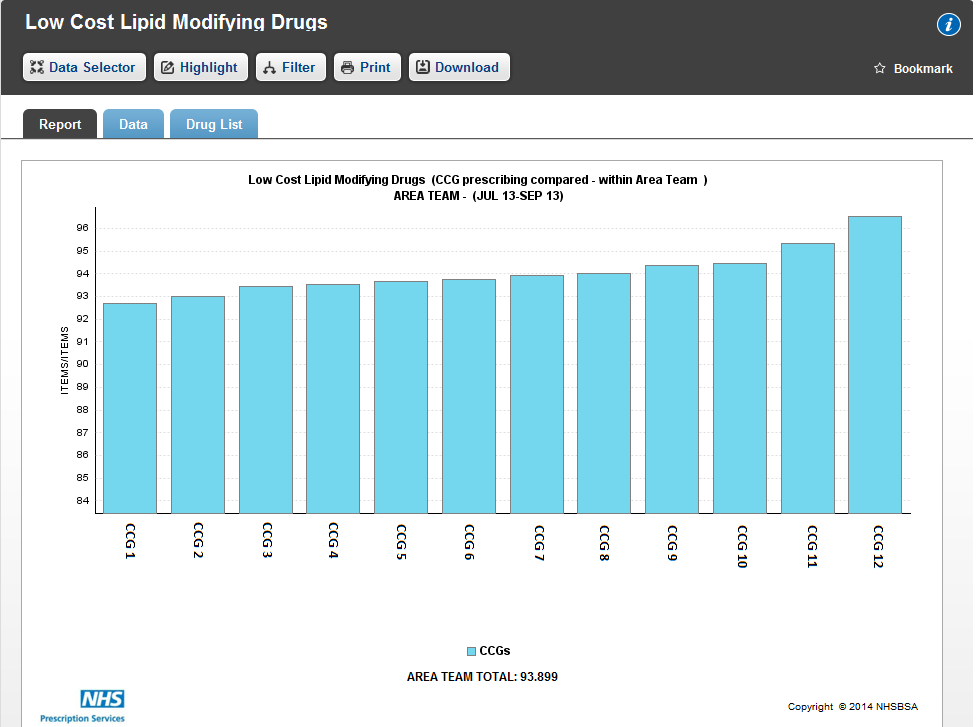 Low Cost Lipid Modifying Drugs
i
Data Selector Highlight Filter Print Download Bookmark
Report Data Drug List
Low Cost Lipid Modifying Drugs (CCG prescribing compared - within Area Team )
AREA TEAM - (JUL 13-SEP 13)
96
95
94
93
92
91
90
89
88
87
86
85
84
ITEMS/ITEMS
CCG 1 CCG 2 CCG 3 CCG 4 CCG 5 CCG 6 CCG 7 CCG 8 CCG 9 CCG 10 CCG 11 CCG 12
CCGs
AREA TEAM TOTAL: 93.899
NHS
Prescription Services
Copyright © 2014 NHSBSA